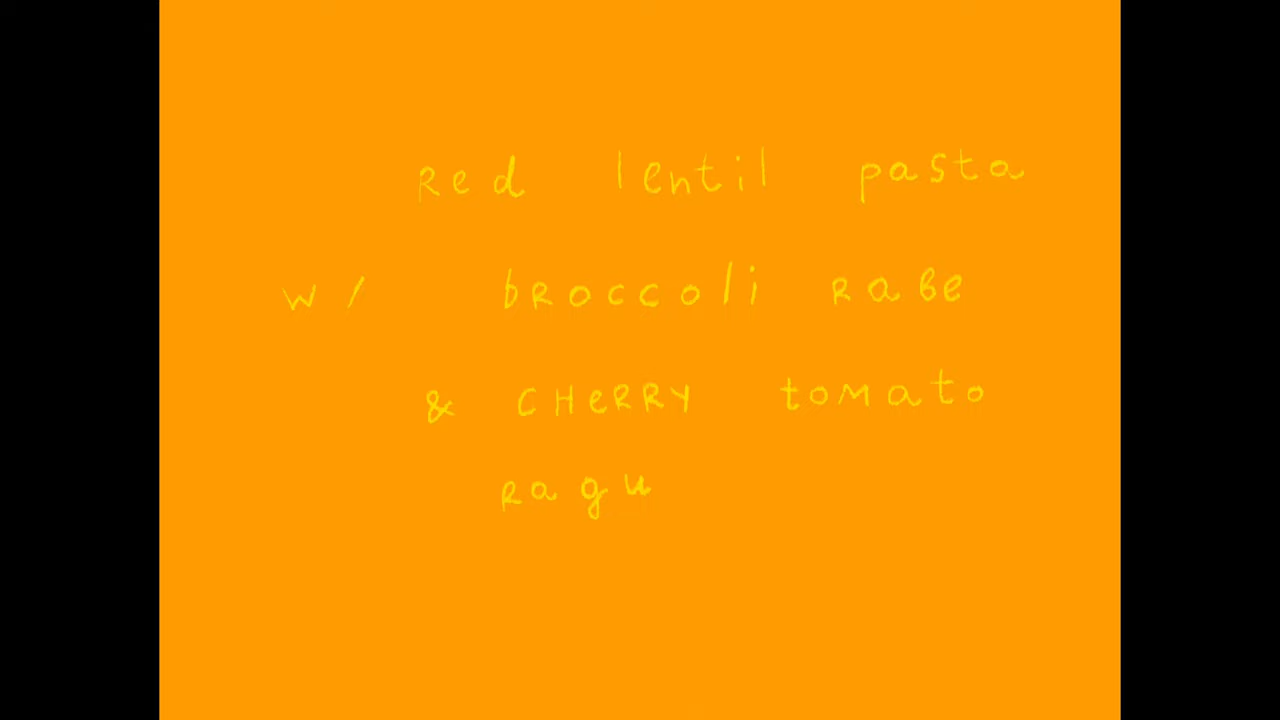 Red lentil pasta
w/ broccoli rabe
& CHeRRY tomato
ragu